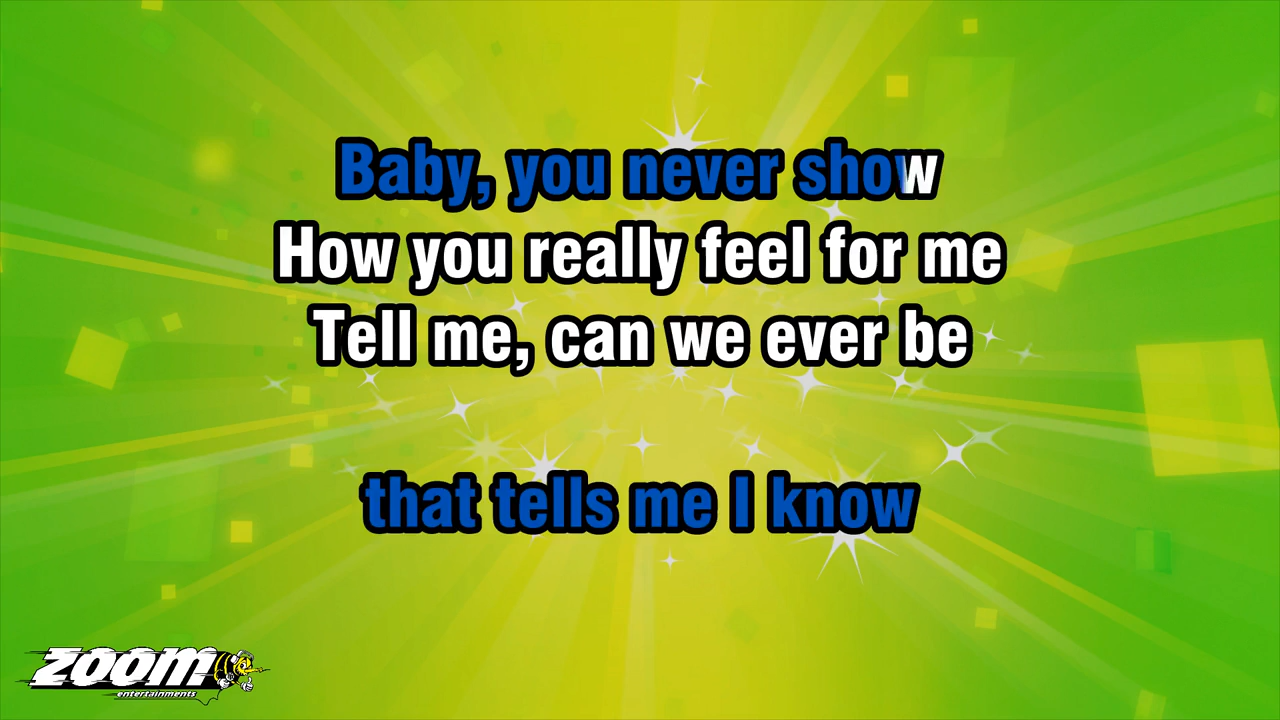 Baby, you never show
How you really feel for me
Tell me, can we ever be
that tells me I know
zoom
entertainments